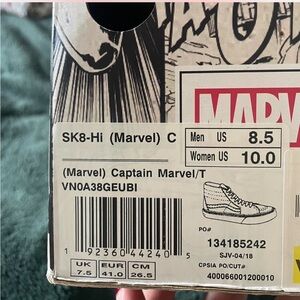 MARV
SK8-Hi (Marvel) C
Men US 8.5
Women US 10.0
(Marvel) Captain Marvel/T
VN0A38GEUBI
1 92360 44240 5
PO#
134185242
SJV-04/18
CPSIA PO/CUT#
400066001200010
UK EUR CM
7.5 41.0 26.5